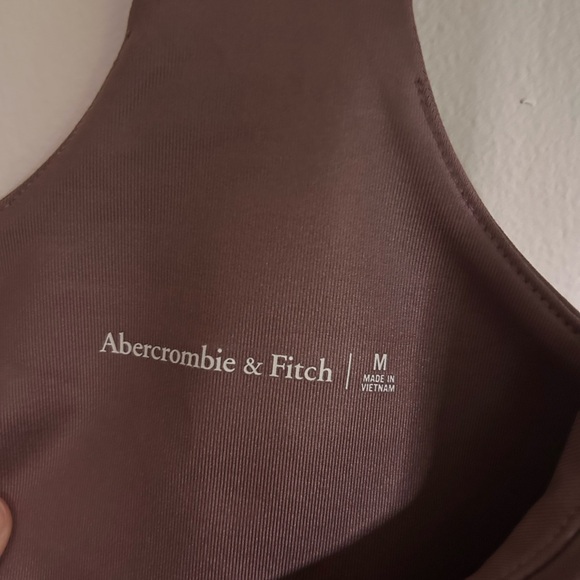 Abercrombie & Fitch | M
MADE IN
VIETNAM